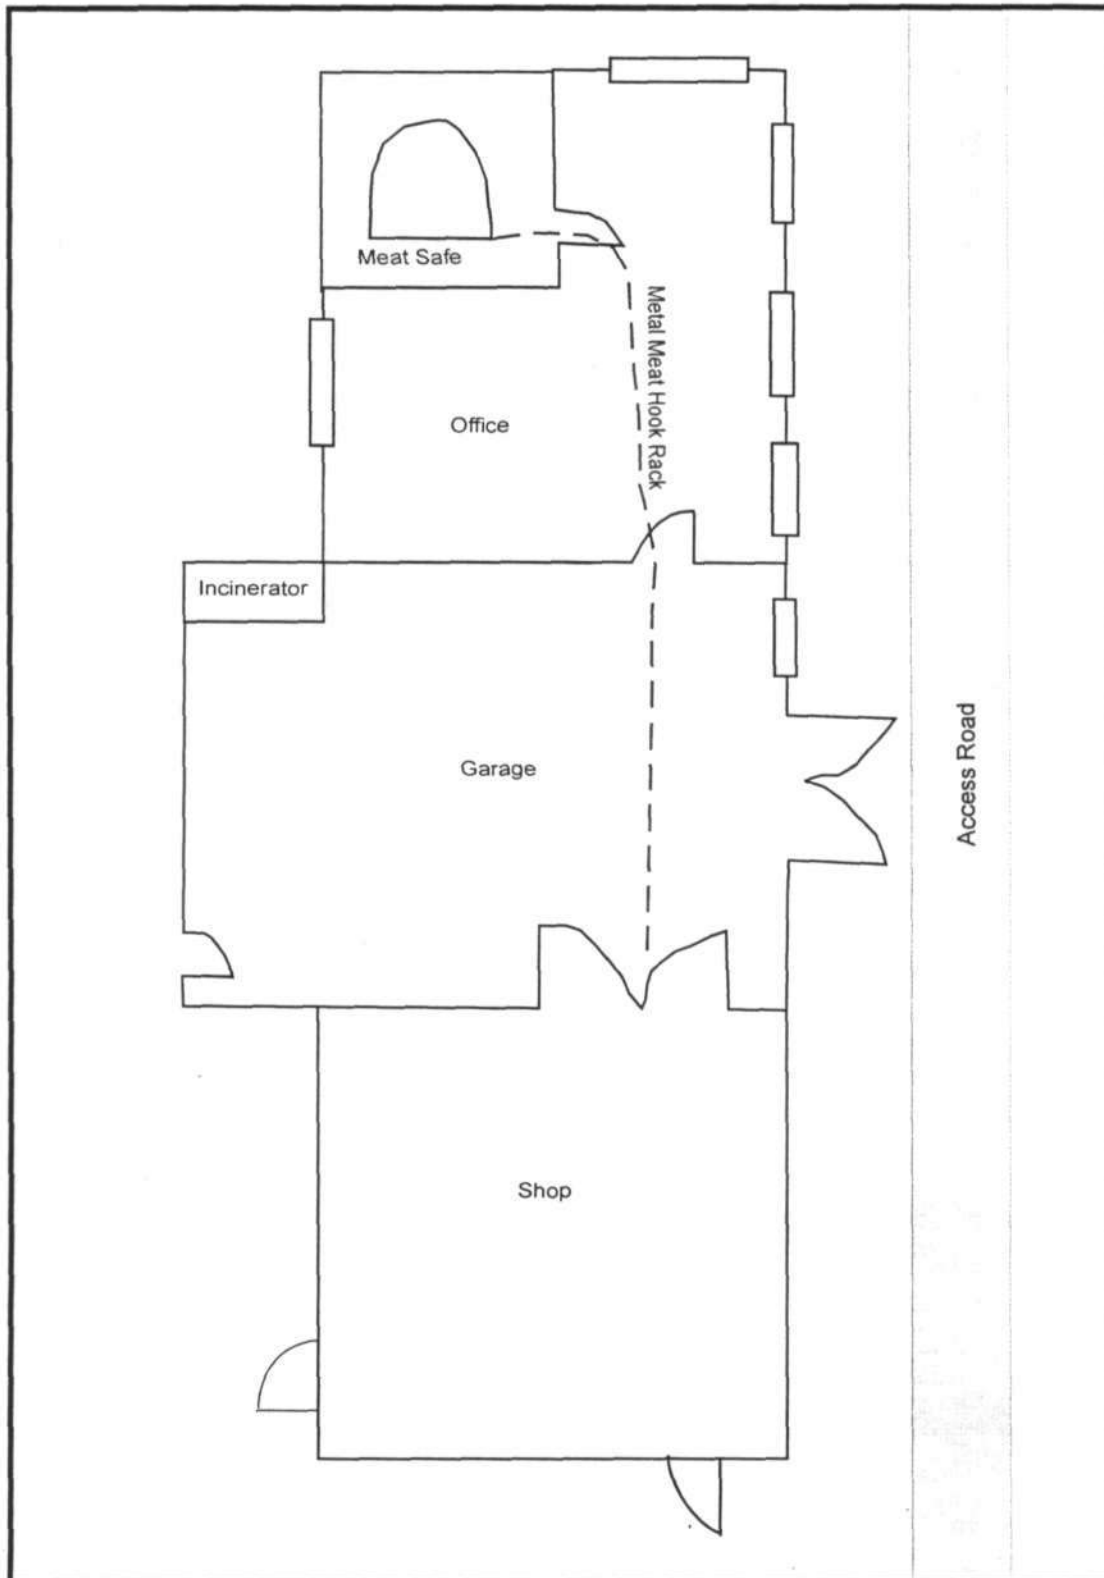 Meat Safe
Metal Meat Hook Rack
Office
Incinerator
Garage
Access Road
Shop